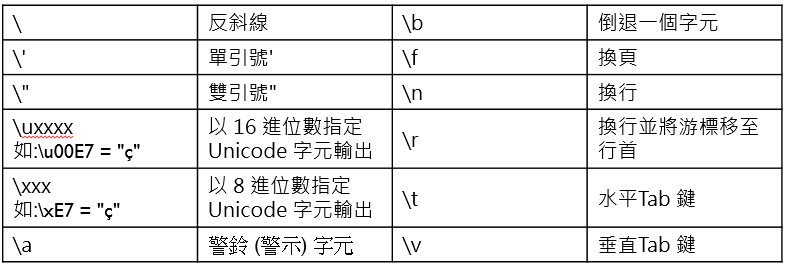 \ 反斜線 \b 倒退一個字元
\' 單引號' \f 換頁
\" 雙引號" \n 換行
\uxxxx
如:\u00E7 = "ç"
以 16 進位數指定
Unicode 字元輸出
\r
換行並將游標移至
行首
\xxx
如:\xE7 = "ç"
以 8 進位數指定
Unicode 字元輸出
\t
水平Tab 鍵
\a 警鈴 (警示) 字元 \v 垂直Tab 鍵